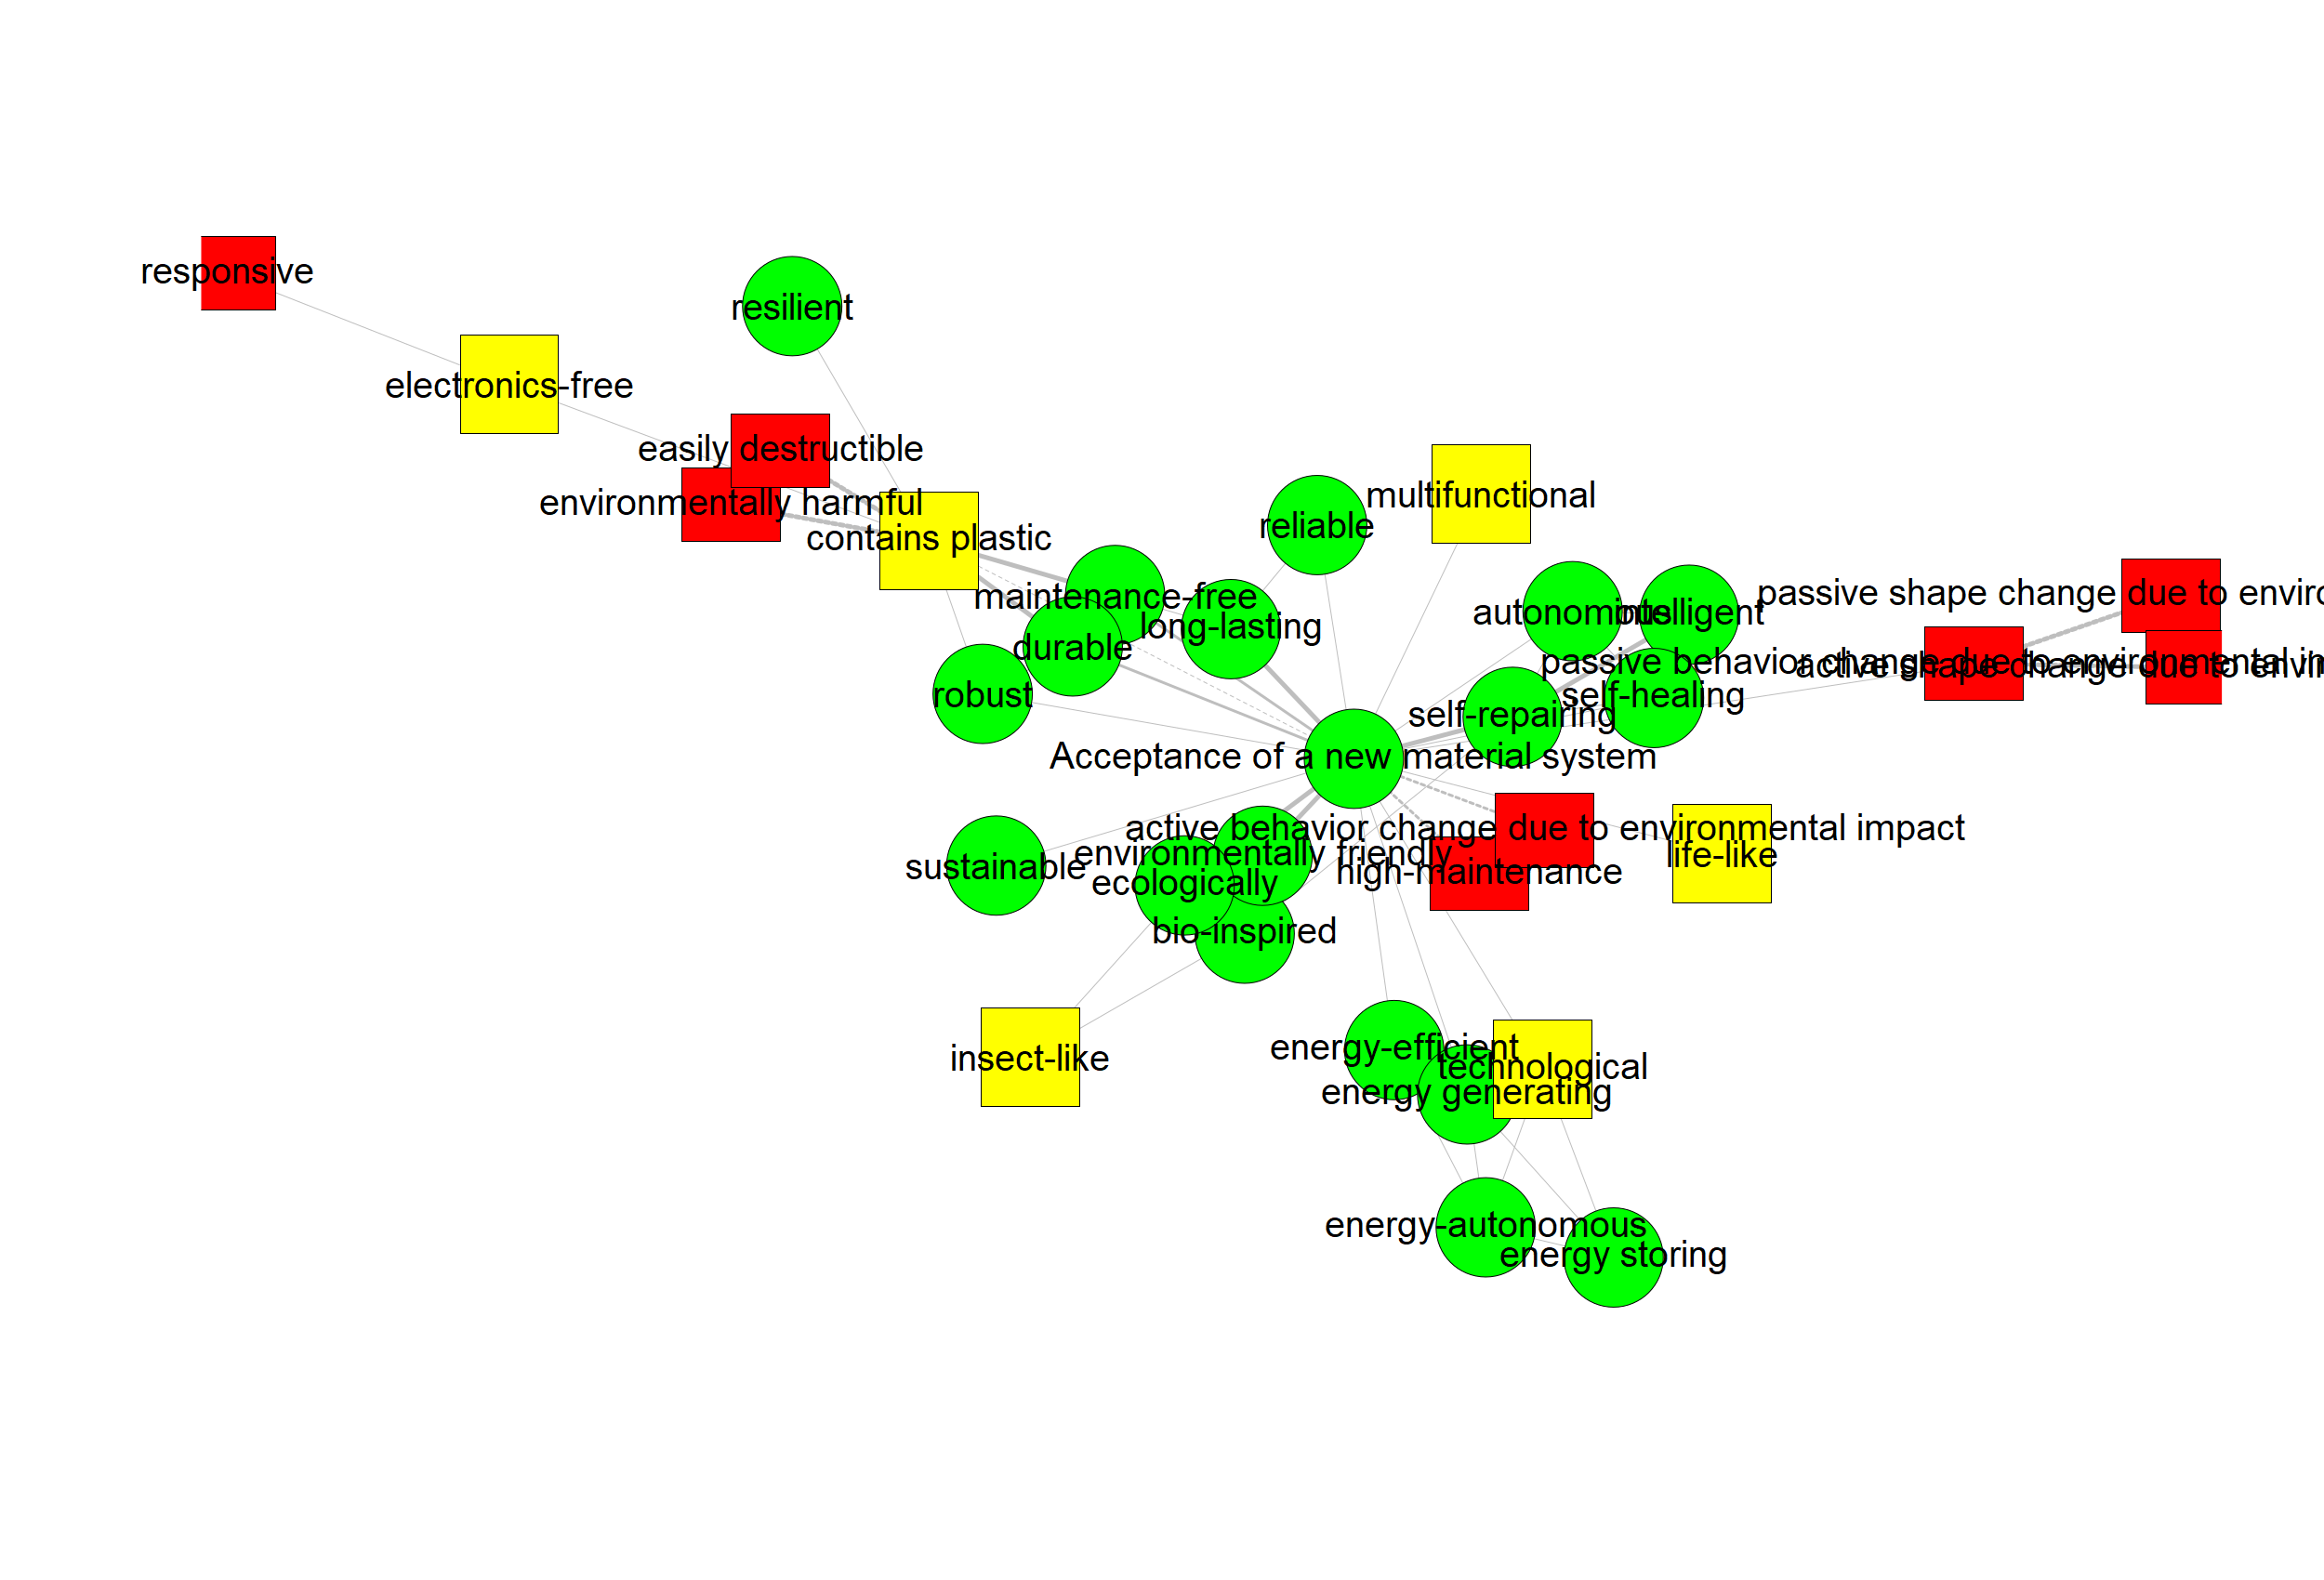 responsive
resilient
electronics-free
easily destructible
environmentally harmful
contains plastic
multifunctional
reliable
maintenance-free
long-lasting
durable
autonomous
intelligent
passive shape change due to
passive behavior change due to environmental
active shape change due to
robust
self-healing
self-repairing
Acceptance of a new material system
active behavior change due to environmental impact
environmentally friendly
life-like
sustainable
ecologically
high-maintenance
bio-inspired
insect-like
energy-efficient
technological
energy generating
energy-autonomous
energy storing